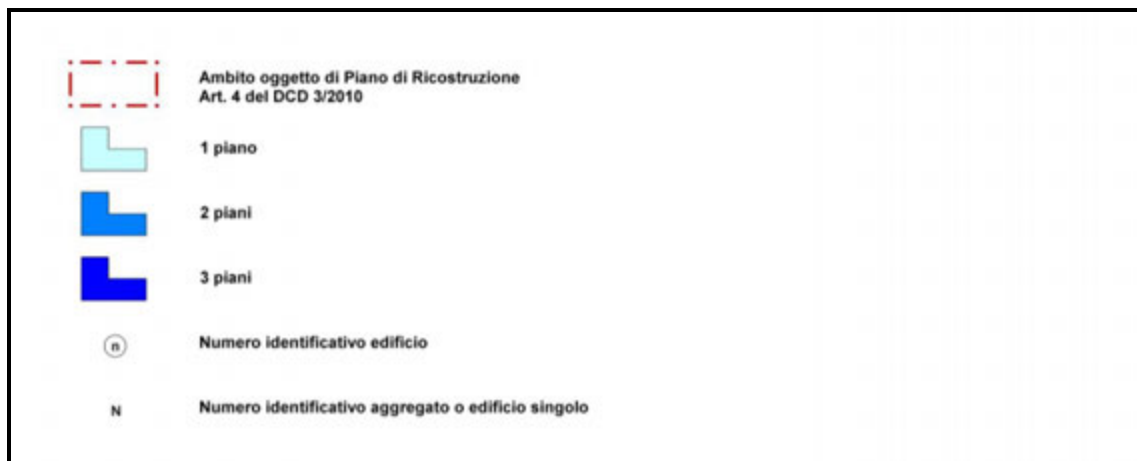 Ambito oggetto di Piano di Ricostruzione
Art. 4 del DCD 3/2010
1 piano
2 piani
3 piani
n Numero identificativo edificio
N Numero identificativo aggregato o edificio singolo